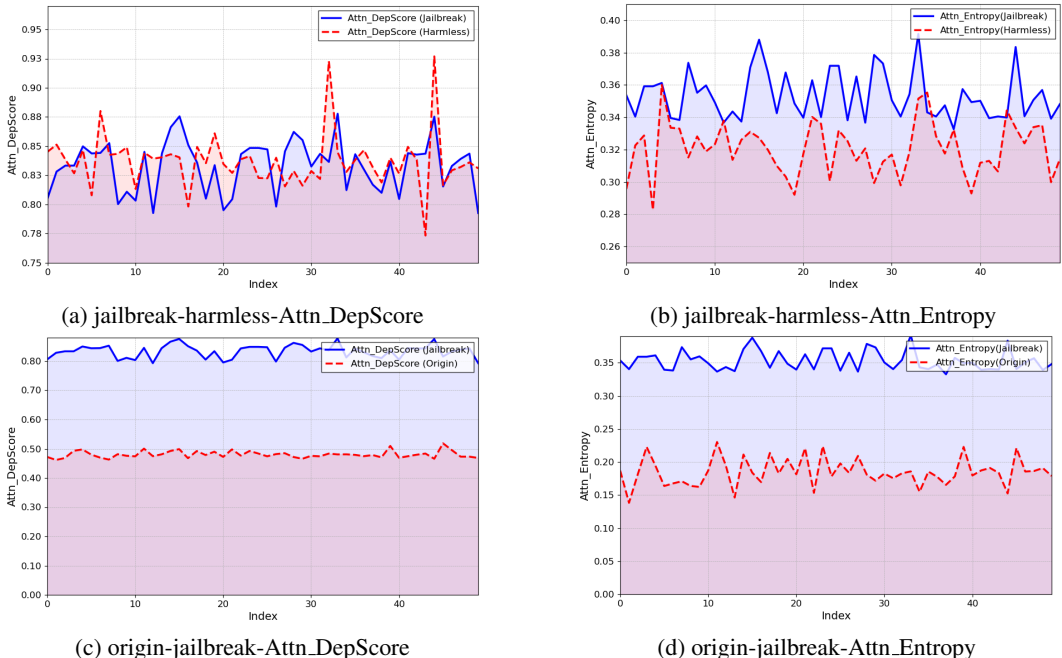 0.95
0.93
0.90
0.88
0.85
0.83
0.80
0.78
0.75
Attn_DepScore
Attn_DepScore (Jailbreak)
Attn_DepScore (Harmless)
0 10 20 30 40
Index
(a) jailbreak-harmless-Attn_DepScore
0.40
0.38
0.36
0.34
0.32
0.30
0.28
0.26
Attn_Entropy
Attn_Entropy(Jailbreak)
Attn_Entropy(Harmless)
0 10 20 30 40
Index
(b) jailbreak-harmless-Attn_Entropy
0.80
0.70
0.60
0.50
0.40
0.30
0.20
0.10
0.00
Attn_DepScore
Attn_DepScore (Jailbreak)
Attn_DepScore (Origin)
0 10 20 30 40
Index
(c) origin-jailbreak-Attn_DepScore
0.35
0.30
0.25
0.20
0.15
0.10
0.05
0.00
Attn_Entropy
Attn_Entropy(Jailbreak)
Attn_Entropy(Origin)
0 10 20 30 40
Index
(d) origin-jailbreak-Attn_Entropy